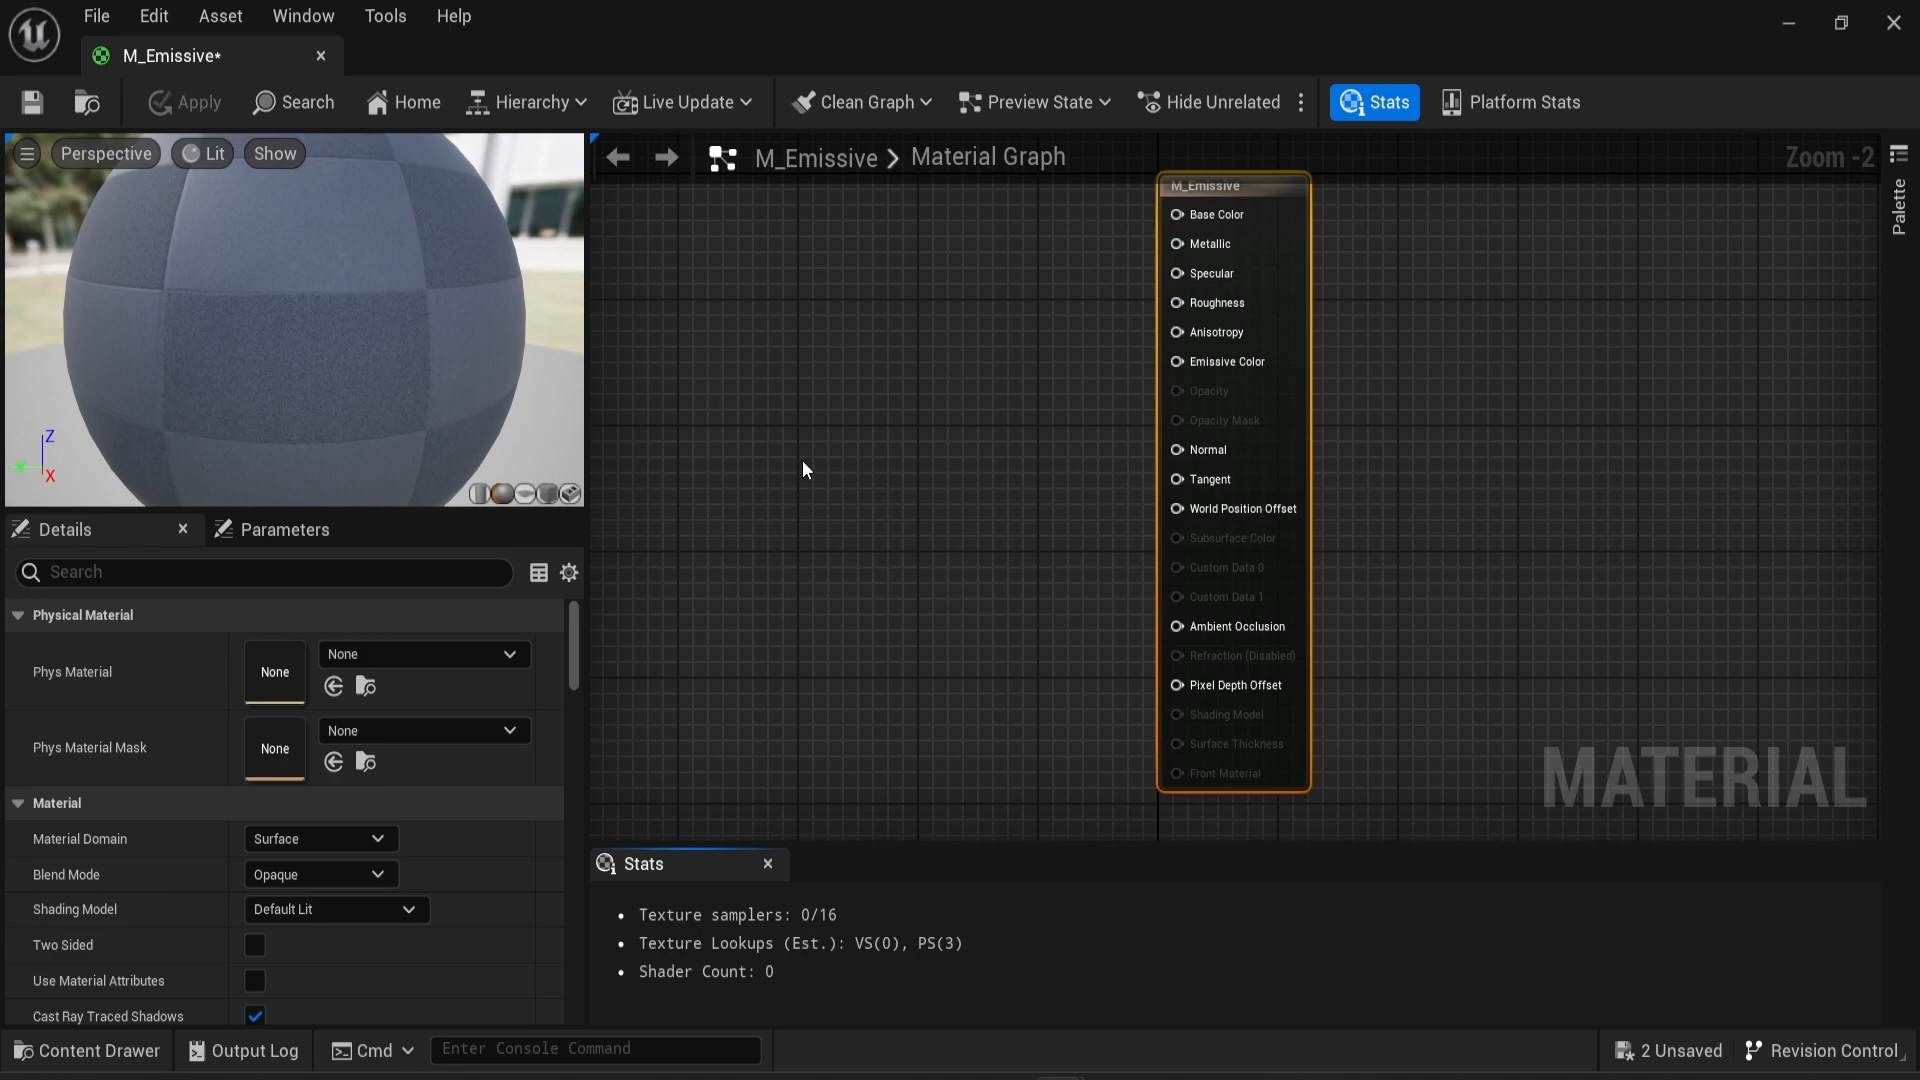 File Edit Asset Window Tools Help
M_Emissive*
Apply Search Home Hierarchy Live Update Clean Graph Preview State Hide Unrelated Stats Platform Stats
Perspective Lit Show
M_Emissive Material Graph Zoom -2
Palette
Z
X
M_Emissive
Base Color
Metallic
Specular
Roughness
Anisotropy
Emissive Color
Opacity
Opacity Mask
Normal
Tangent
World Position Offset
Subsurface Color
Custom Data 0
Custom Data 1
Ambient Occlusion
Refraction (Disabled)
Pixel Depth Offset
Shading Model
Surface Thickness
Front Material
MATERIAL
Details Parameters
Search
Physical Material
Phys Material None None
Phys Material Mask None None
Material
Material Domain Surface
Blend Mode Opaque
Shading Model Default Lit
Two Sided
Use Material Attributes
Cast Ray Traced Shadows
Stats
• Texture samplers: 0/16
• Texture Lookups (Est.): VS(0), PS(3)
• Shader Count: 0
Content Drawer Output Log Cmd Enter Console Command 2 Unsaved Revision Control